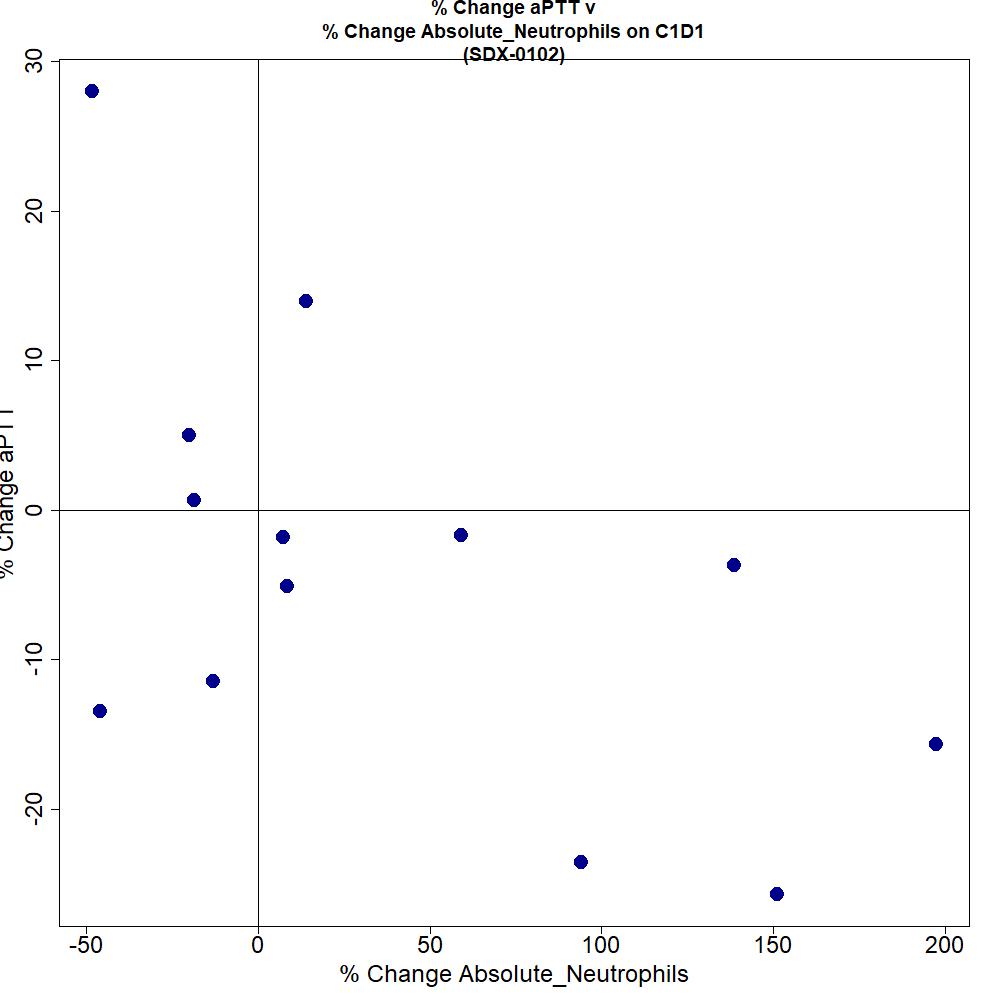 % Change aPTT v
% Change Absolute_Neutrophils on C1D1
(SDX-0102)
30
20
10
0
-10
-20
% Change aPTT
-50
0
50
100
150
200
% Change Absolute_Neutrophils